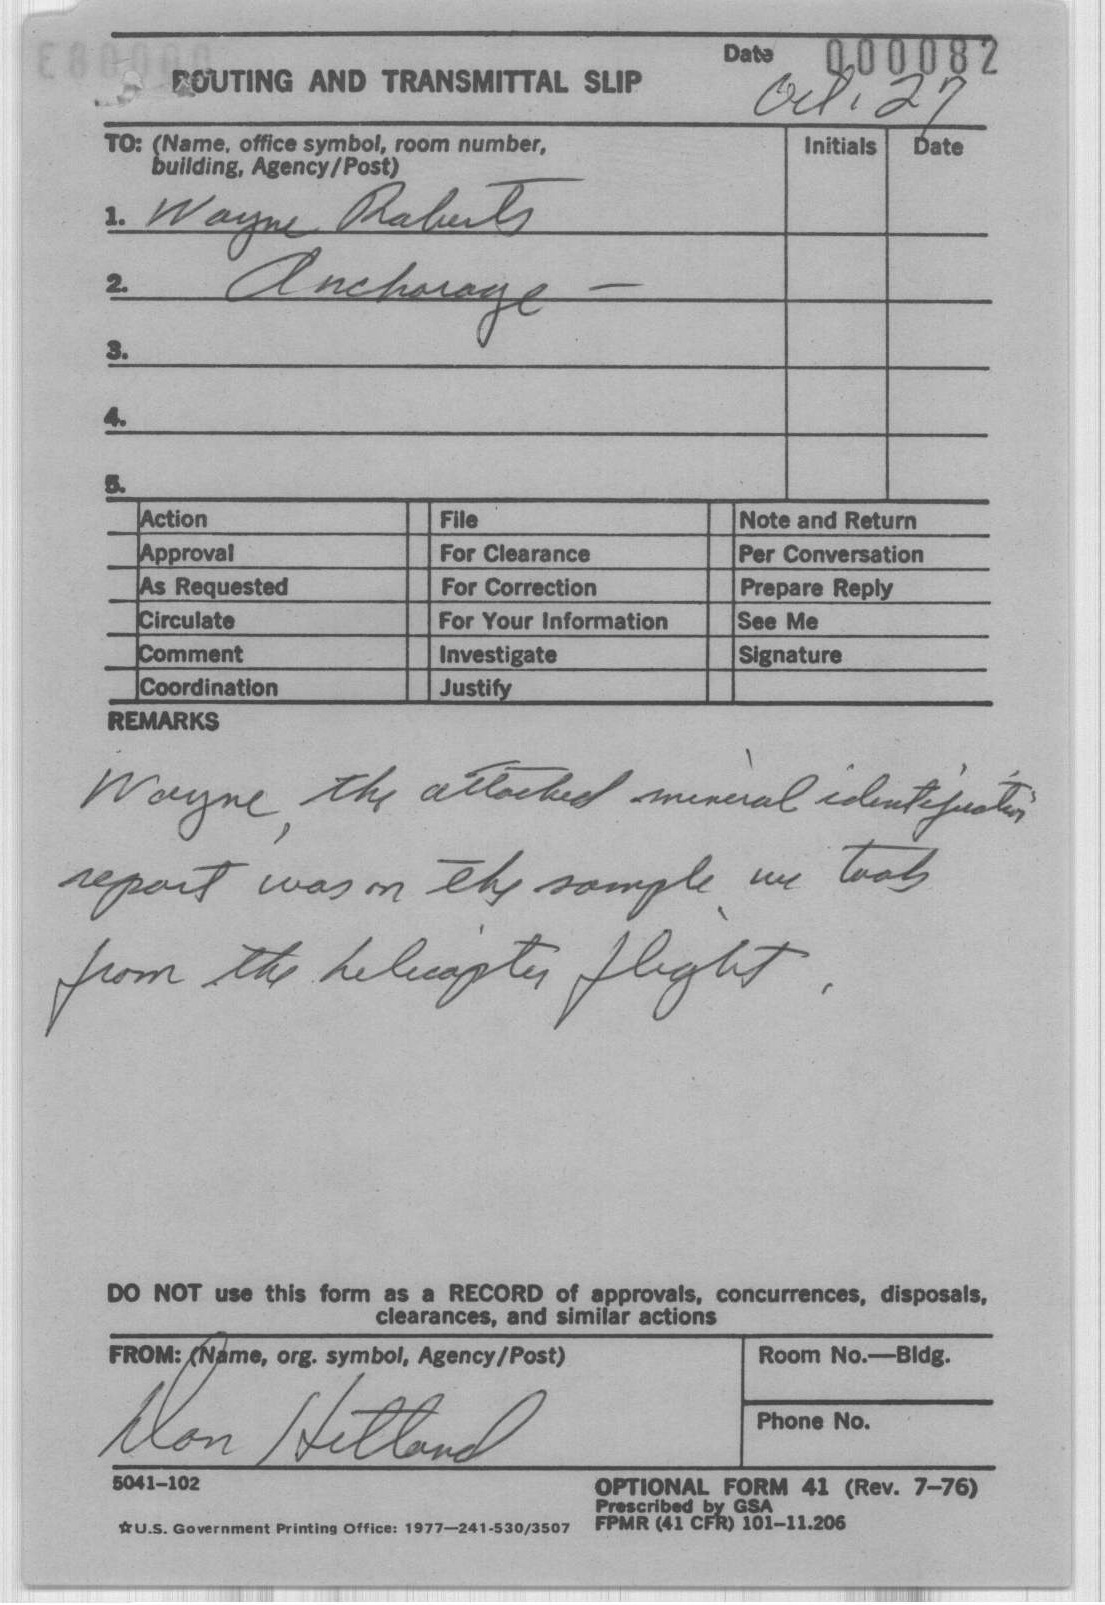 000082
Date
Oct. 27
ROUTING AND TRANSMITTAL SLIP
TO: (Name, office symbol, room number,
building, Agency/Post)
Initials
Date
1. Wayne Roberts
2. Anchorage —
3.
4.
5.
Action
File
Note and Return
Approval
For Clearance
Per Conversation
As Requested
For Correction
Prepare Reply
Circulate
For Your Information
See Me
Comment
Investigate
Signature
Coordination
Justify
REMARKS
Wayne, the attached mineral identification
report was on the sample we took
from the helicopter flight.
DO NOT use this form as a RECORD of approvals, concurrences, disposals,
clearances, and similar actions
FROM: (Name, org. symbol, Agency/Post)
Room No.—Bldg.
Don
Phone No.
5041-102
OPTIONAL FORM 41 (Rev. 7-76)
Prescribed by GSA
☆U.S. Government Printing Office: 1977—241-530/3507
FPMR (41 CFR) 101-11.206